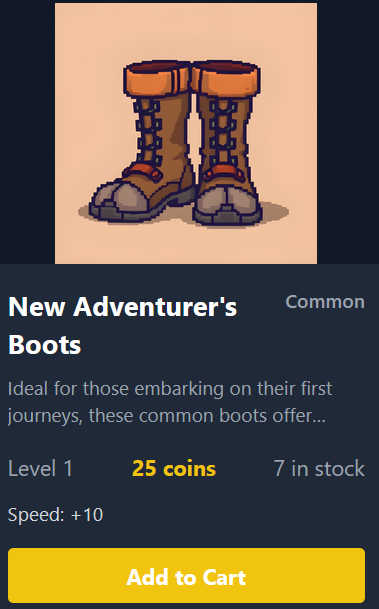 New Adventurer's
Boots
Common
Ideal for those embarking on their first
journeys, these common boots offer...
Level 1
25 coins
7 in stock
Speed: +10
Add to Cart